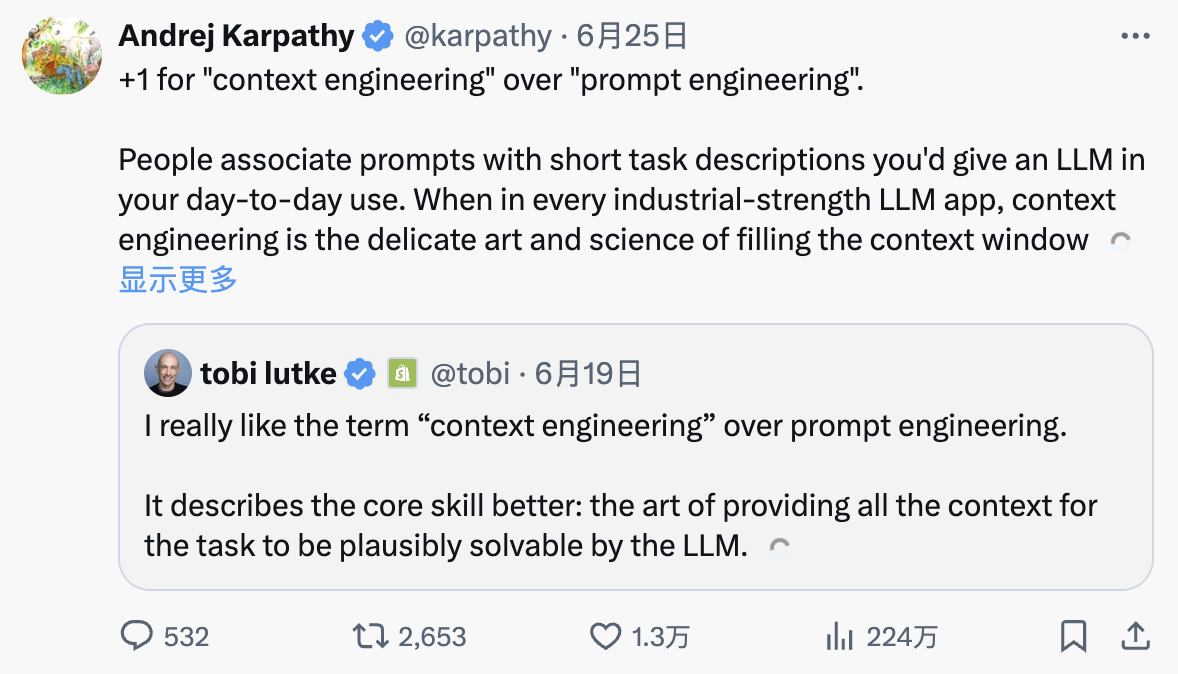 Andrej Karpathy @karpathy · 6月25日
+1 for "context engineering" over "prompt engineering".
People associate prompts with short task descriptions you'd give an LLM in
your day-to-day use. When in every industrial-strength LLM app, context
engineering is the delicate art and science of filling the context window
显示更多
tobi lutke @tobi · 6月19日
I really like the term “context engineering” over prompt engineering.
It describes the core skill better: the art of providing all the context for
the task to be plausibly solvable by the LLM.
532 2,653 1.3万 224万